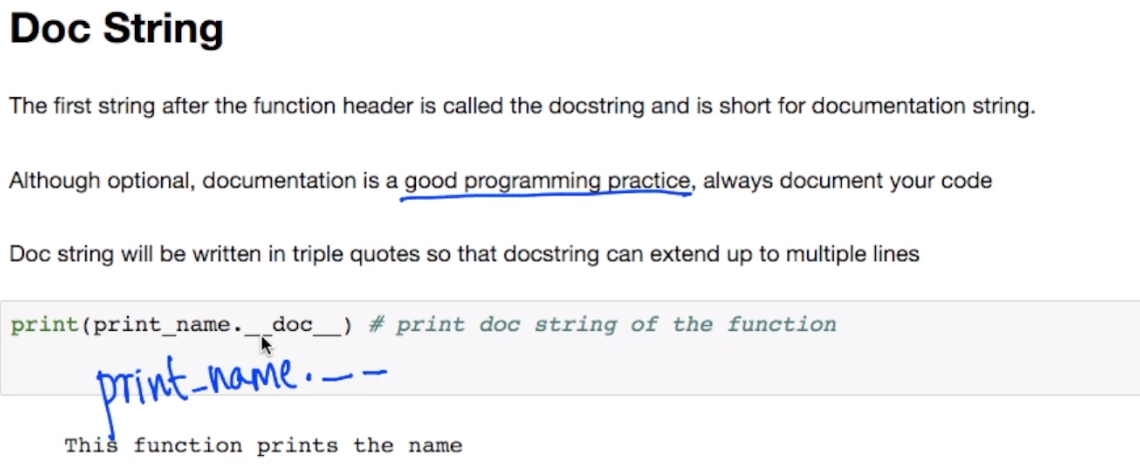 Doc String
The first string after the function header is called the docstring and is short for documentation string.
Although optional, documentation is a good programming practice, always document your code
Doc string will be written in triple quotes so that docstring can extend up to multiple lines
print(print_name.__doc__) # print doc string of the function
print_name.__
This function prints the name